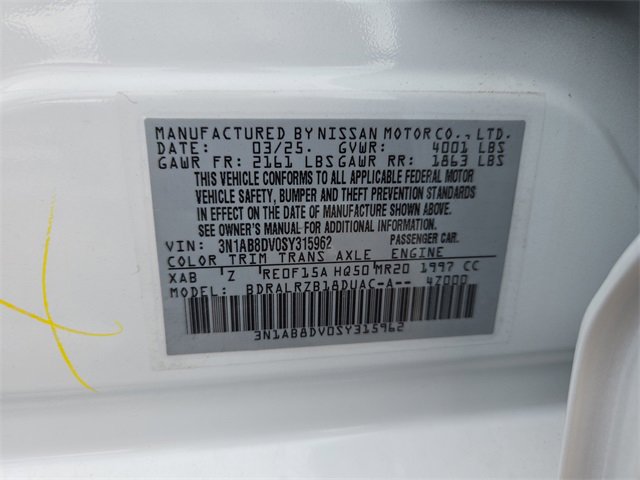 MANUFACTURED BY NISSAN MOTOR CO., LTD.
DATE: 03/25. GVWR: 4001 LBS
GAWR FR: 2161 LBS GAWR RR: 1863 LBS
THIS VEHICLE CONFORMS TO ALL APPLICABLE FEDERAL MOTOR
VEHICLE SAFETY, BUMPER AND THEFT PREVENTION STANDARDS
IN EFFECT ON THE DATE OF MANUFACTURE SHOWN ABOVE.
SEE OWNER'S MANUAL FOR ADDITIONAL INFORMATION.
VIN: 3N1AB8DV0SY315962 PASSENGER CAR.
COLOR TRIM TRANS AXLE ENGINE
XAB Z RE0F15A HQ50 MR20 1997 CC
MODEL: BDRALRZB18DUAC-A-- 4Z000
3N1AB8DV0SY315962